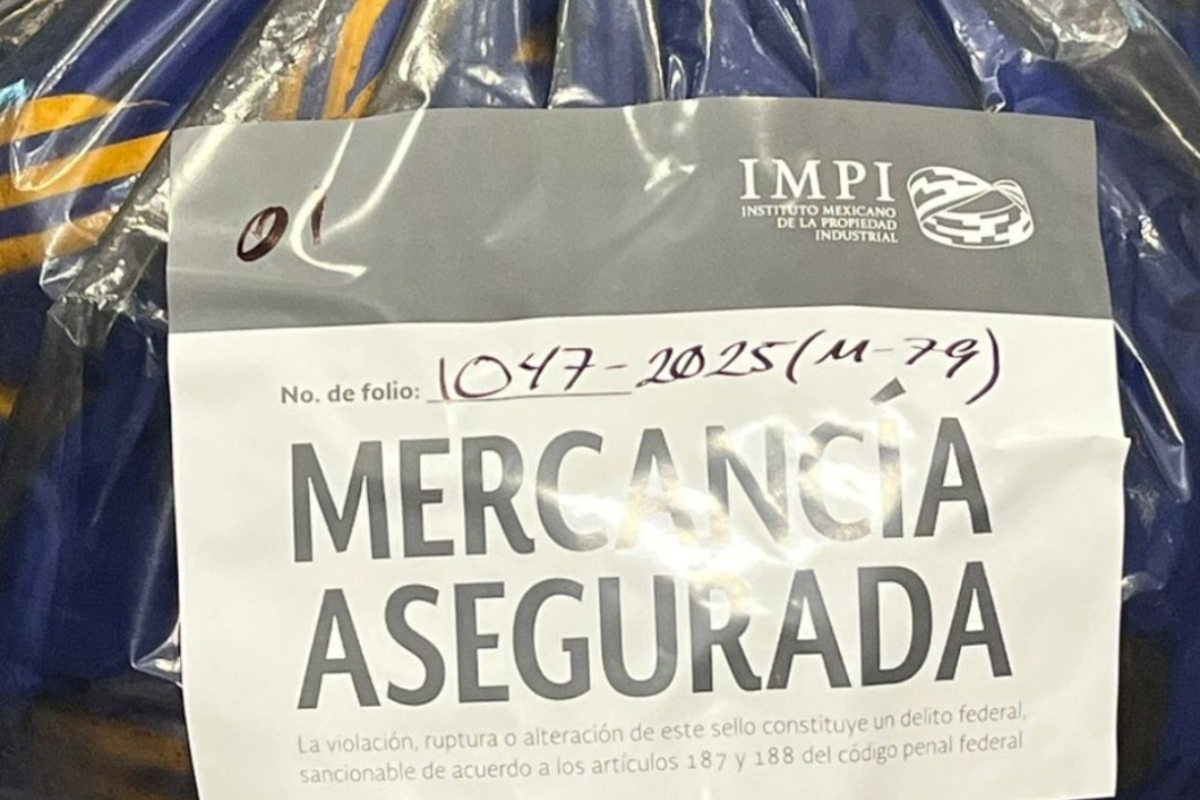 01
IMPI
INSTITUTO MEXICANO
DE LA PROPIEDAD
INDUSTRIAL
No. de folio: 1047-2025(M-79)
MERCANCÍA
ASEGURADA
La violación, ruptura o alteración de este sello constituye un delito federal,
sancionable de acuerdo a los artículos 187 y 188 del código penal federal